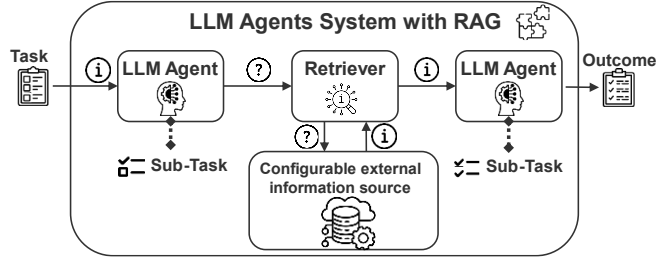 LLM Agents System with RAG
Task
Outcome
i
LLM Agent
?
Retriever
i
LLM Agent
i
?
i
Sub-Task
Configurable external
information source
Sub-Task